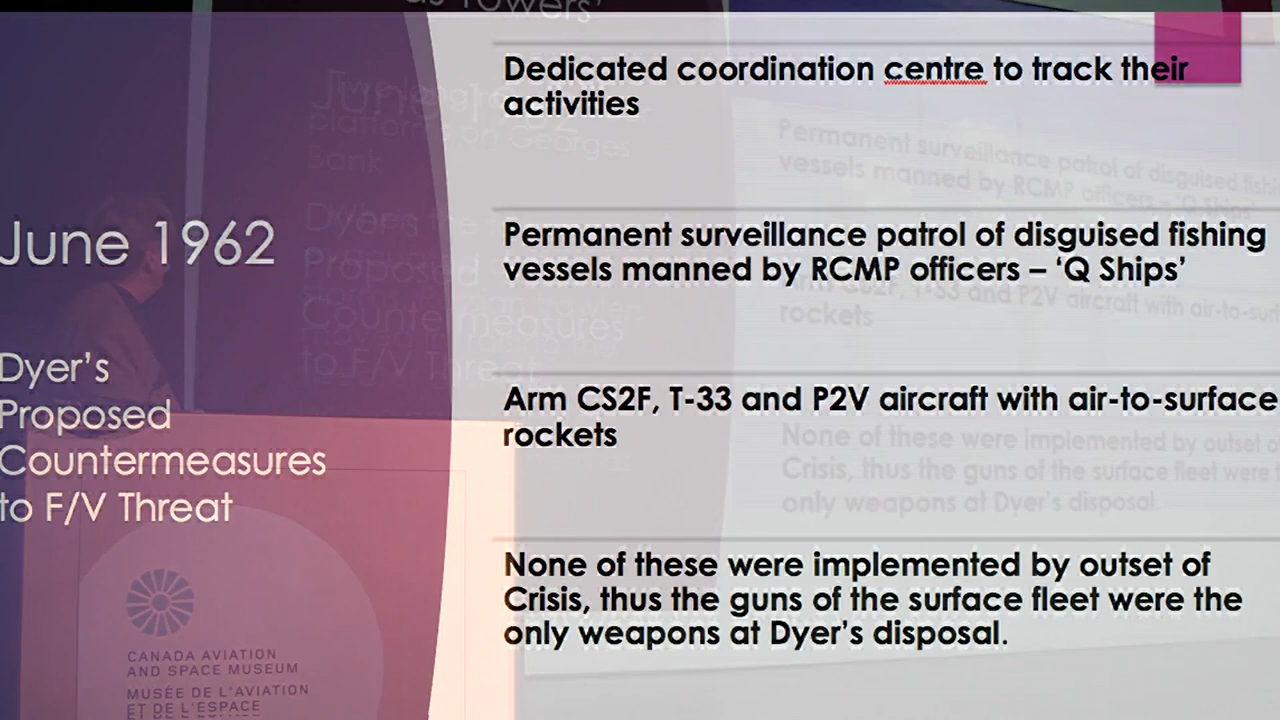 June 1962
Dyer's
Proposed
Countermeasures
to F/V Threat
Dedicated coordination centre to track their
activities
Permanent surveillance patrol of disguised fishing
vessels manned by RCMP officers – 'Q Ships'
Arm CS2F, T-33 and P2V aircraft with air-to-surface
rockets
None of these were implemented by outset of
Crisis, thus the guns of the surface fleet were the
only weapons at Dyer's disposal.
CANADA AVIATION
AND SPACE MUSEUM
MUSÉE DE L'AVIATION
ET DE L'ESPACE